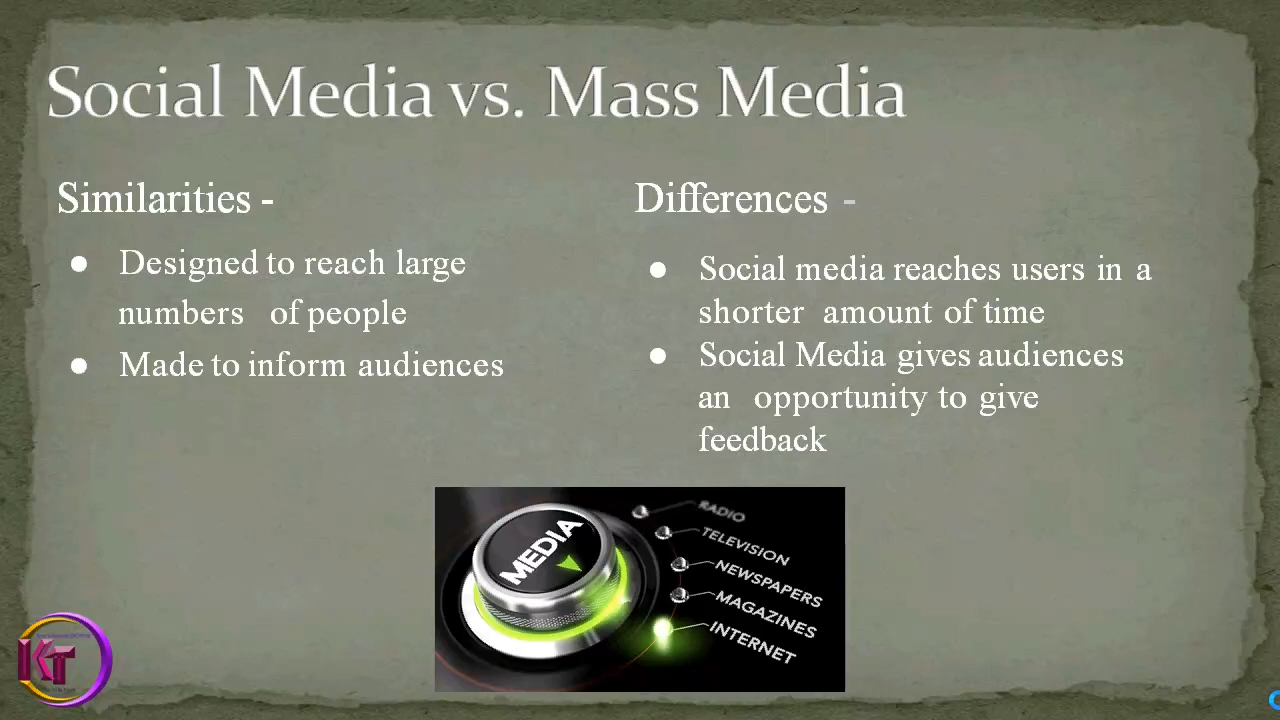 Social Media vs. Mass Media
Similarities -
● Designed to reach large
numbers of people
● Made to inform audiences
Differences -
● Social media reaches users in a
shorter amount of time
● Social Media gives audiences
an opportunity to give
feedback
MEDIA
RADIO
TELEVISION
NEWSPAPERS
MAGAZINES
INTERNET
KT